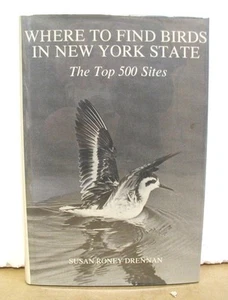 WHERE TO FIND BIRDS
IN NEW YORK STATE
The Top 500 Sites
SUSAN RONEY DRENNAN